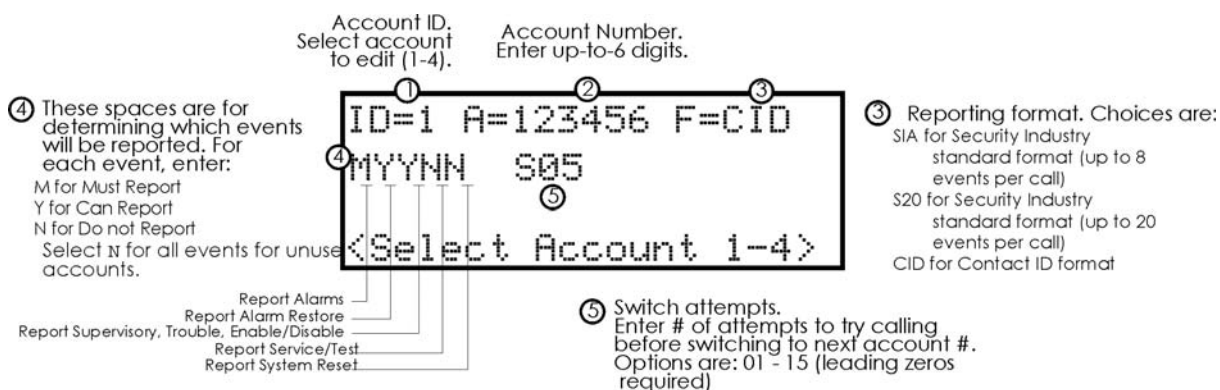 Account ID.
Select account
to edit (1-4).
Account Number.
Enter up-to-6 digits.
1
2
3
ID=1 A=123456 F=CID
4
MYYNN S05
5
<Select Account 1-4>
4 These spaces are for
determining which events
will be reported. For
each event, enter:
M for Must Report
Y for Can Report
N for Do not Report
Select N for all events for unuse
accounts.
Report Alarms
Report Alarm Restore
Report Supervisory, Trouble, Enable/Disable
Report Service/Test
Report System Reset
3 Reporting format. Choices are:
SIA for Security Industry
standard format (up to 8
events per call)
S20 for Security Industry
standard format (up to 20
events per call)
CID for Contact ID format
5 Switch attempts.
Enter # of attempts to try calling
before switching to next account #.
Options are: 01 - 15 (leading zeros
required)